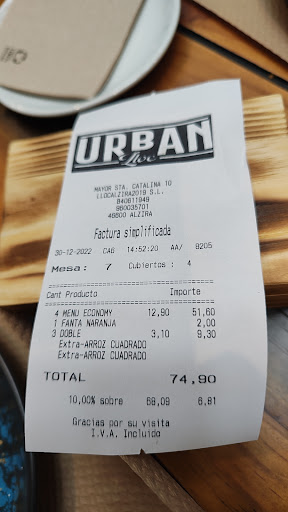 URBAN
Lloc
MAYOR STA. CATALINA 10
LLOCALZIRA2019 S.L.
B40611949
960035701
46600 ALZIRA
Factura simplificada
30-12-2022 CAB 14:52:20 AA/ 9205
Mesa: 7 Cubiertos : 4
Cant Producto Importe
4 MENU ECONOMY 12,90 51,60
1 FANTA NARANJA 2,00
3 DOBLE 3,10 9,30
Extra-ARROZ CUADRADO
Extra-ARROZ CUADRADO
TOTAL 74,90
10,00% sobre 68,09 6,81
Gracias por su visita
I.V.A. Incluido